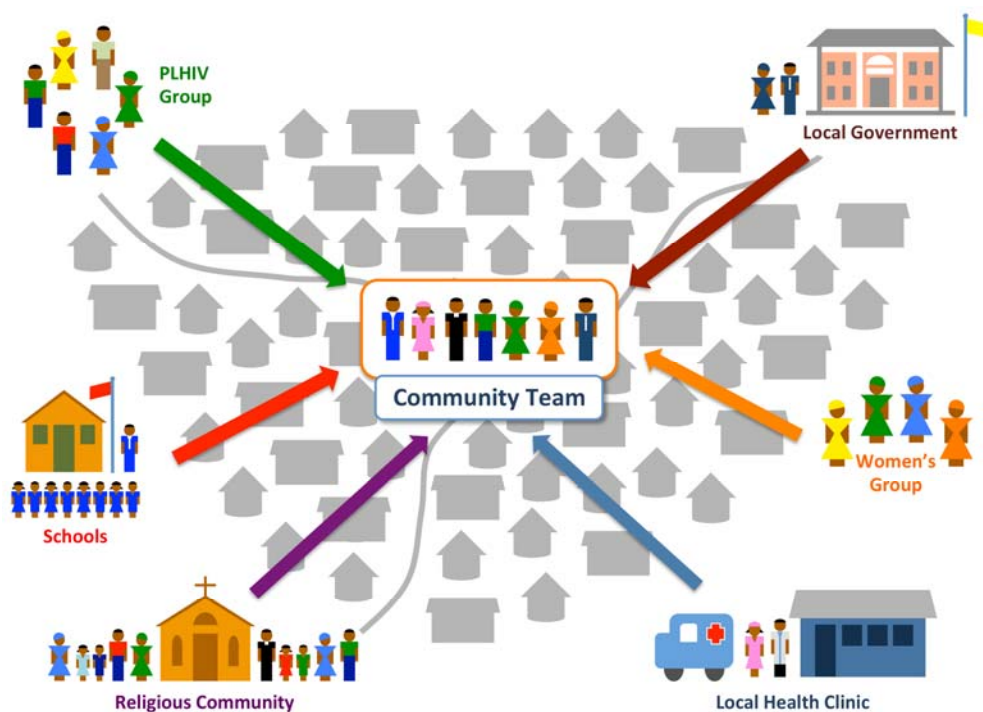 PLHIV
Group
Local Government
Community Team
Women's
Group
Schools
Religious Community
Local Health Clinic